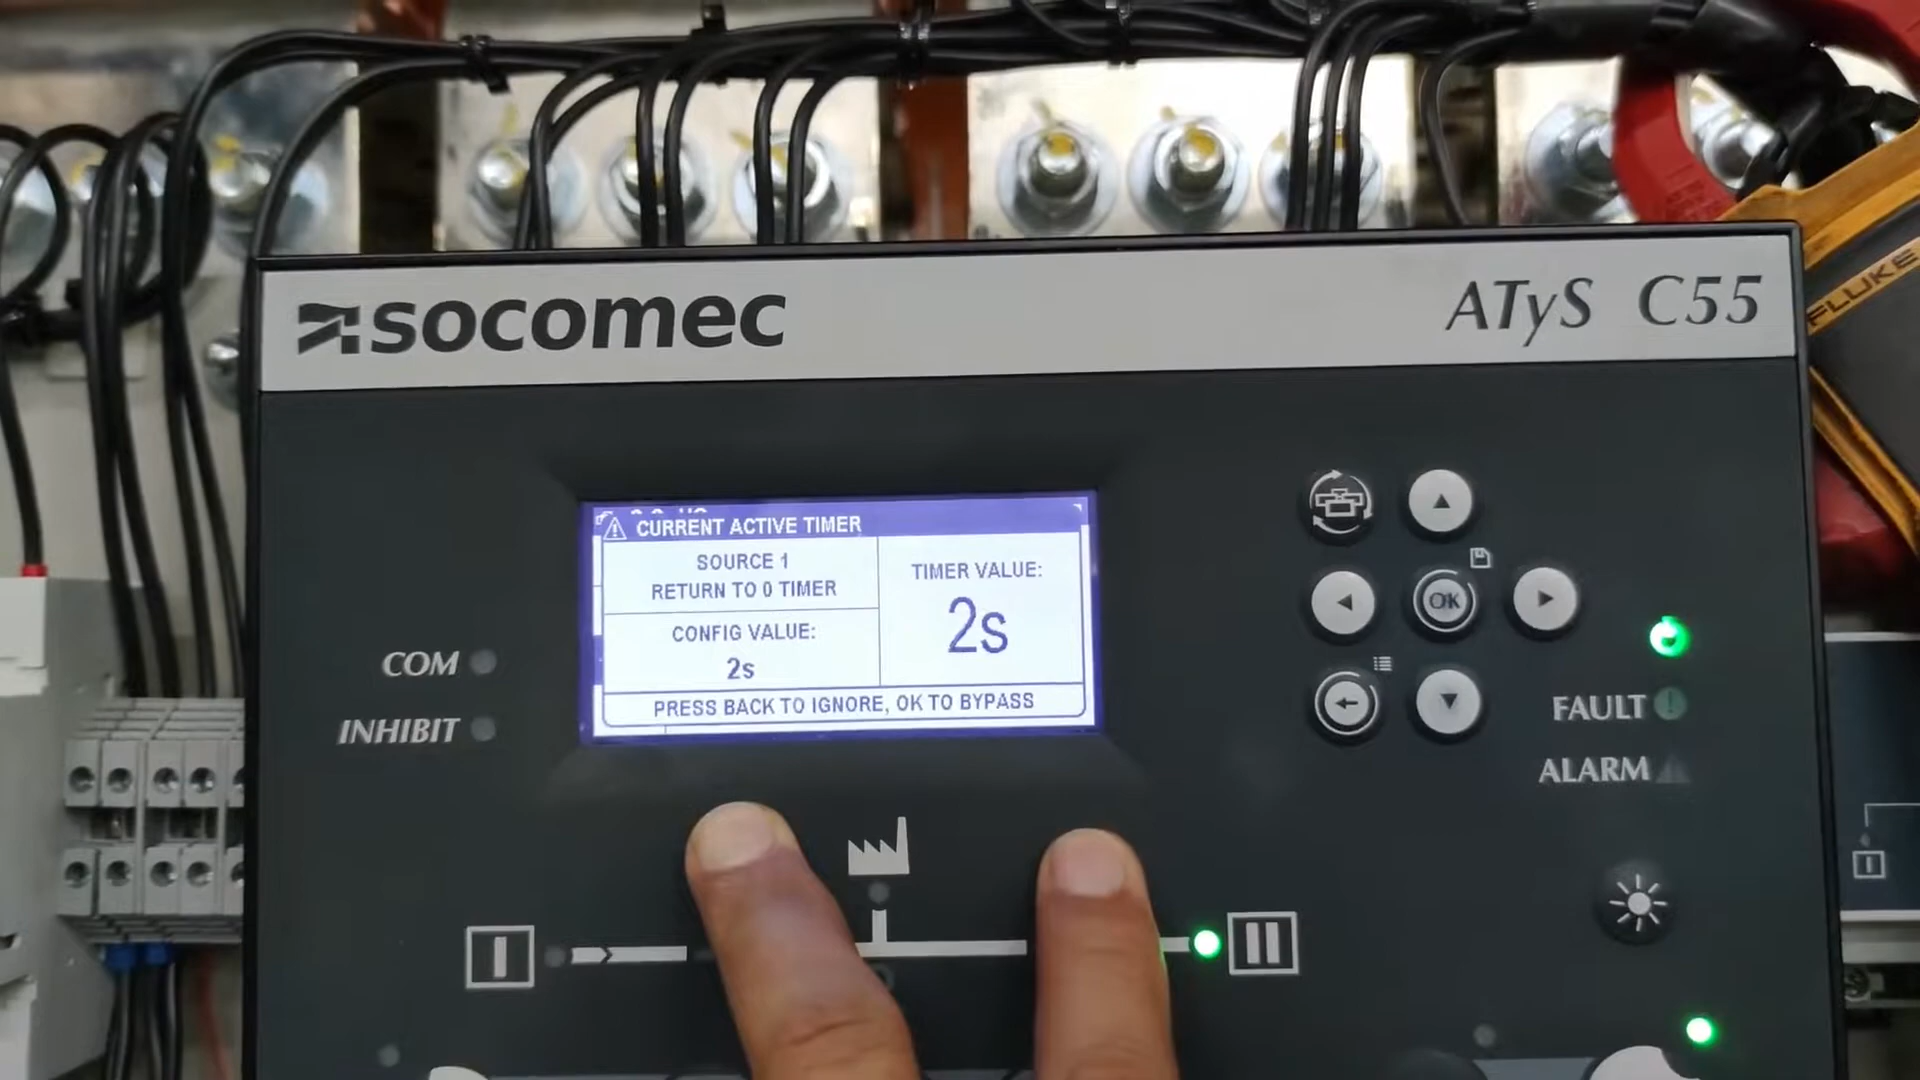 socomec
ATyS C55
FLUKE
CURRENT ACTIVE TIMER
SOURCE 1
RETURN TO 0 TIMER
TIMER VALUE:
2s
CONFIG VALUE:
2s
PRESS BACK TO IGNORE, OK TO BYPASS
OK
COM
INHIBIT
FAULT
ALARM
I
II
I